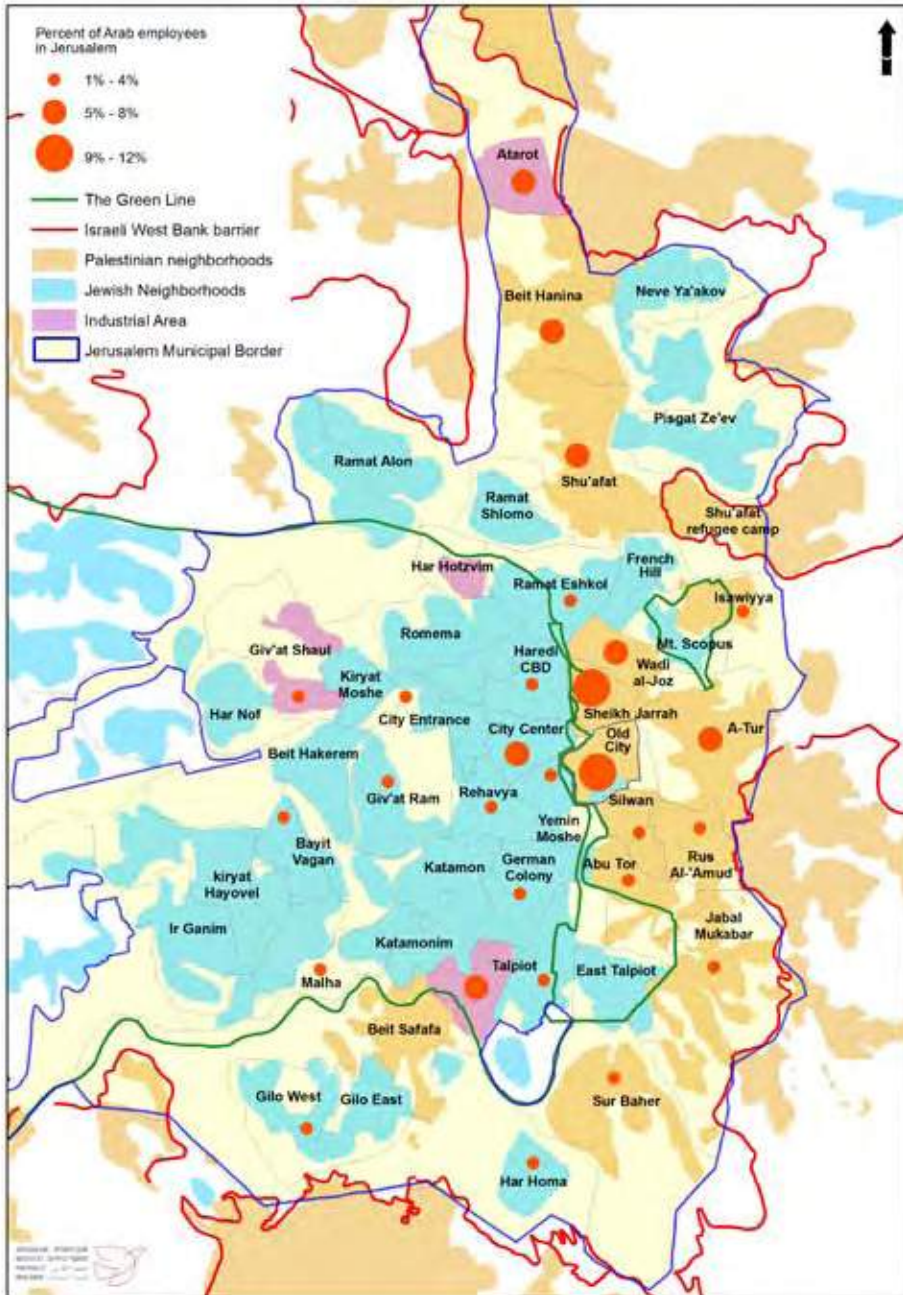 Percent of Arab employees
in Jerusalem
1% - 4%
5% - 8%
9% - 12%
The Green Line
Israeli West Bank barrier
Palestinian neighborhoods
Jewish Neighborhoods
Industrial Area
Jerusalem Municipal Border
Atarot
Beit Hanina
Neve Ya'akov
Pisgat Ze'ev
Ramat Alon
Shu'afat
Ramat
Shlomo
Shu'afat
refugee camp
French
Hill
Har Hotzvim
Ramat Eshkol
Isawiyya
Romema
Giv'at Shaul
Haredi
CBD
Mt. Scopus
Wadi
al-Joz
Kiryat
Moshe
Har Nof
City Entrance
Sheikh Jarrah
City Center
Old
City
A-Tur
Beit Hakerem
Giv'at Ram
Rehavya
Silwan
Yemin
Moshe
Bayit
Vagan
Katamon
German
Colony
Abu Tor
Rus
Al-'Amud
kiryat
Hayovel
Ir Ganim
Jabal
Mukabar
Katamonim
Malha
Talpiot
East Talpiot
Beit Safafa
Gilo West
Gilo East
Sur Baher
Har Homa